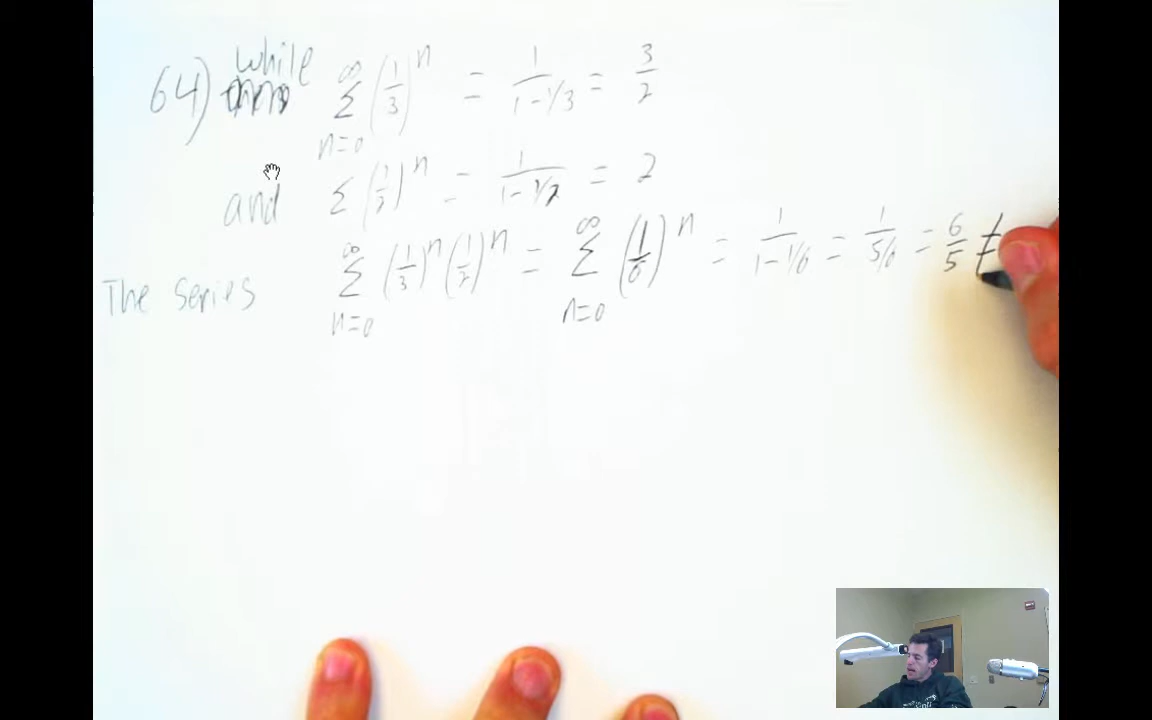 64) while ∞ Σ n=0 (1/3)^n = 1/(1-1/3) = 3/2
and Σ (1/2)^n = 1/(1-1/2) = 2
The series ∞ Σ n=0 (1/3)^n (1/2)^n = ∞ Σ n=0 (1/6)^n = 1/(1-1/6) = 1/(5/6) = 6/5 ≠